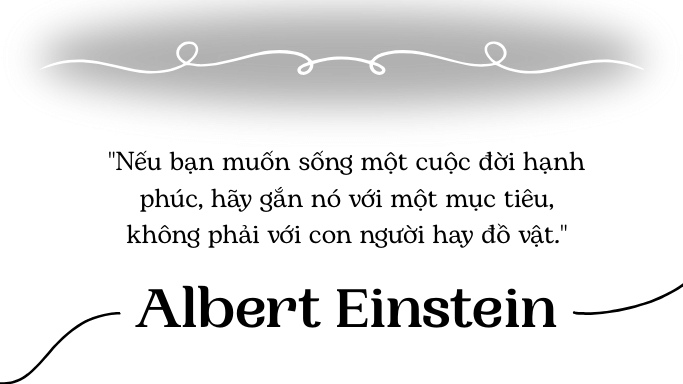 "Nếu bạn muốn sống một cuộc đời hạnh
phúc, hãy gắn nó với một mục tiêu,
không phải với con người hay đồ vật."
Albert Einstein